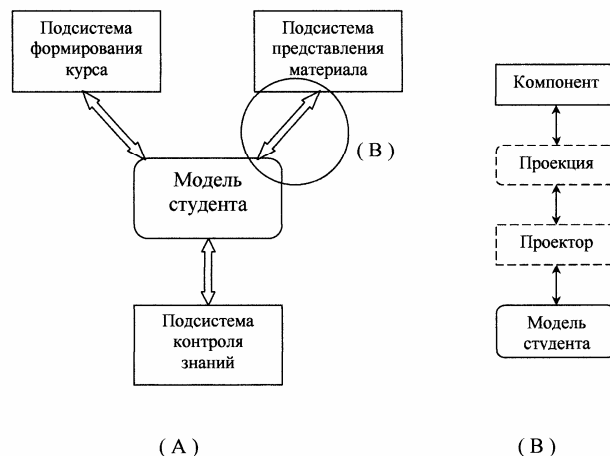 Подсистема
формирования
курса
Подсистема
представления
материала
( В )
Модель
студента
Подсистема
контроля
знаний
( А )
Компонент
Проекция
Проектор
Модель
студента
( В )